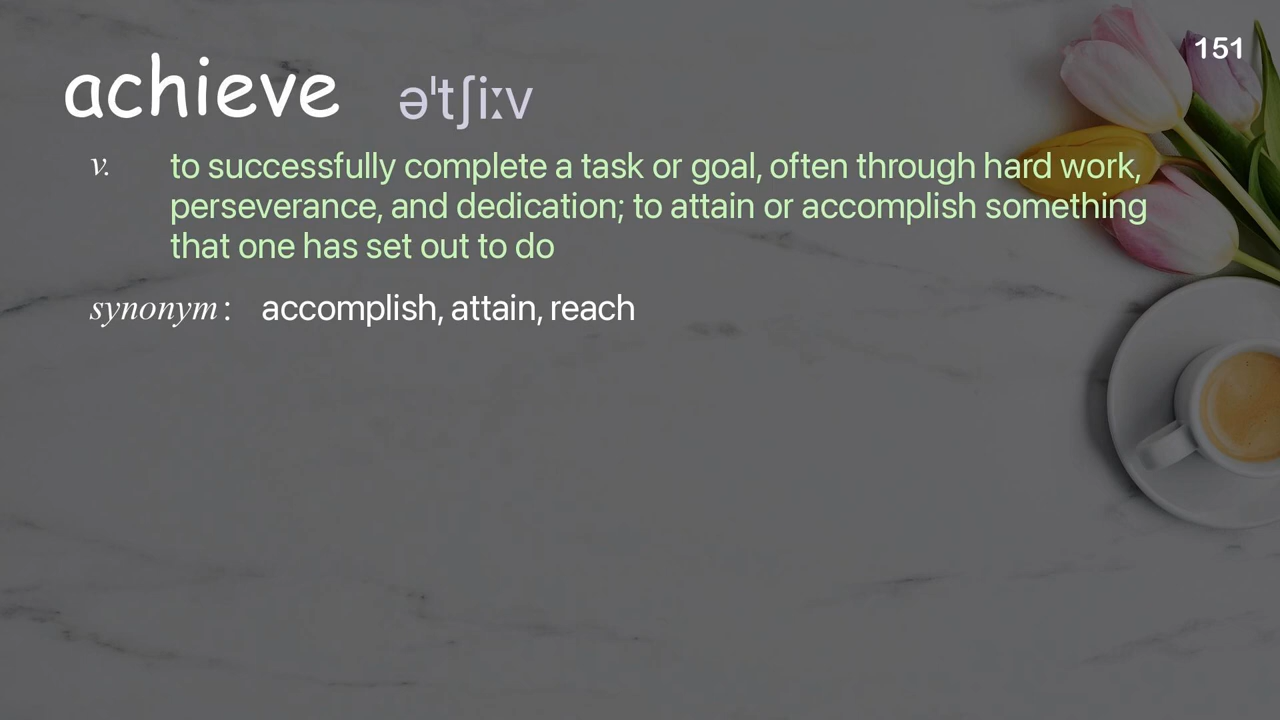 151
achieve əˈtʃiːv
v. to successfully complete a task or goal, often through hard work,
perseverance, and dedication; to attain or accomplish something
that one has set out to do
synonym: accomplish, attain, reach